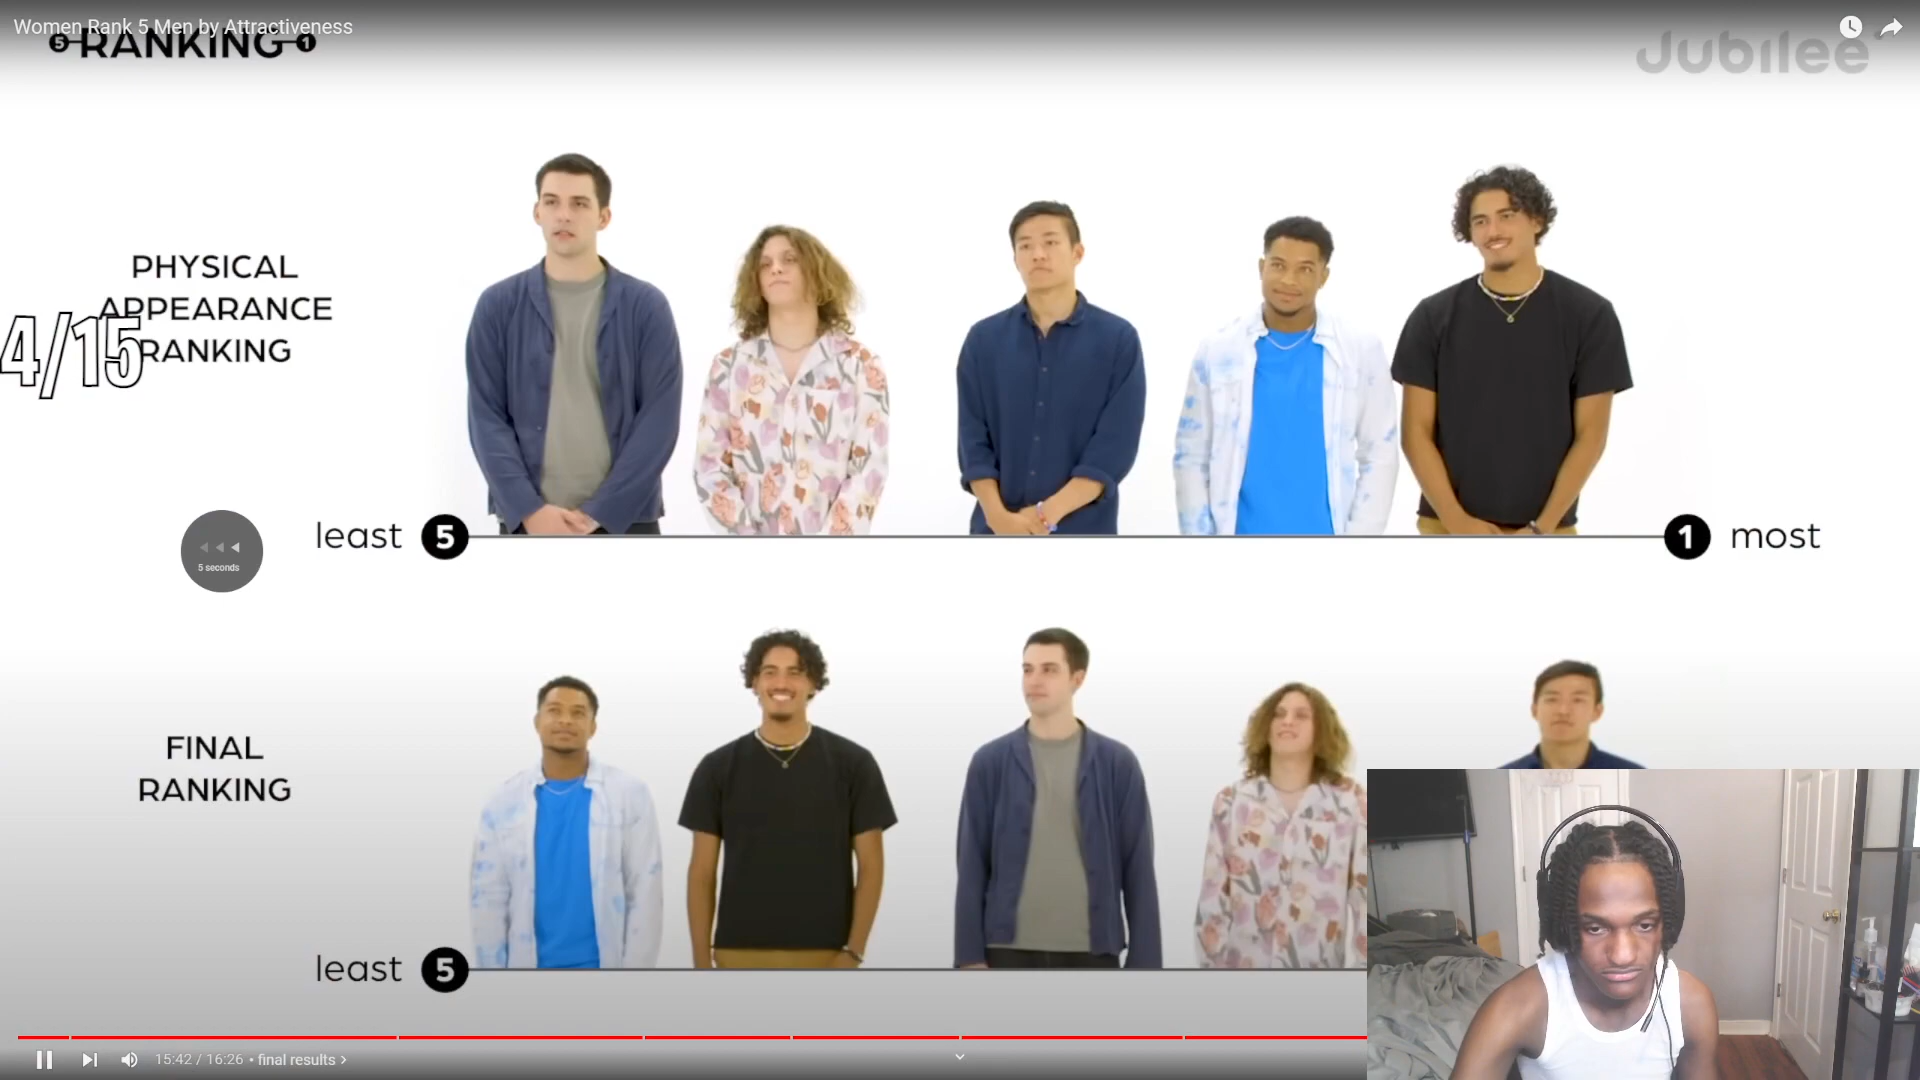 Women Rank 5 Men by Attractiveness
5 RANKING 1
Jubilee
PHYSICAL
APPEARANCE
RANKING
4/15
5 seconds
least 5
1 most
FINAL
RANKING
least 5
15:42 / 16:26 • final results ›